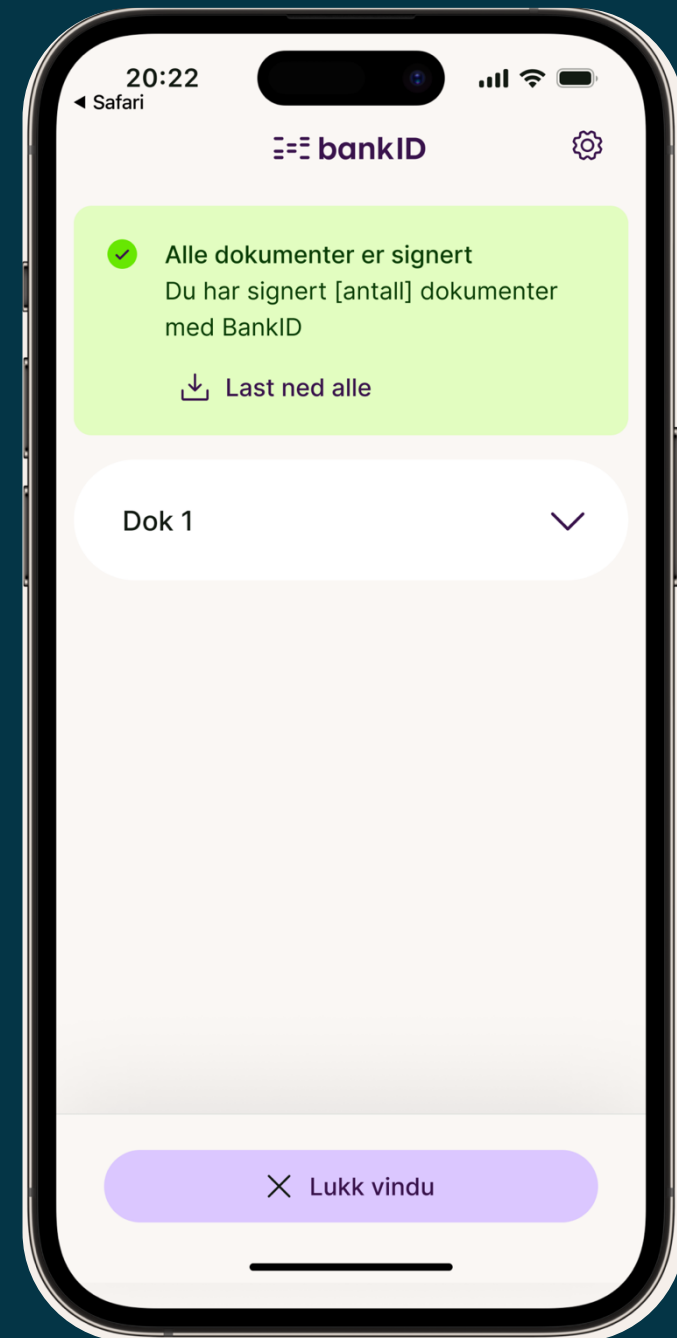 20:22
◀ Safari
bankID
Alle dokumenter er signert
Du har signert [antall] dokumenter
med BankID
Last ned alle
Dok 1
Lukk vindu